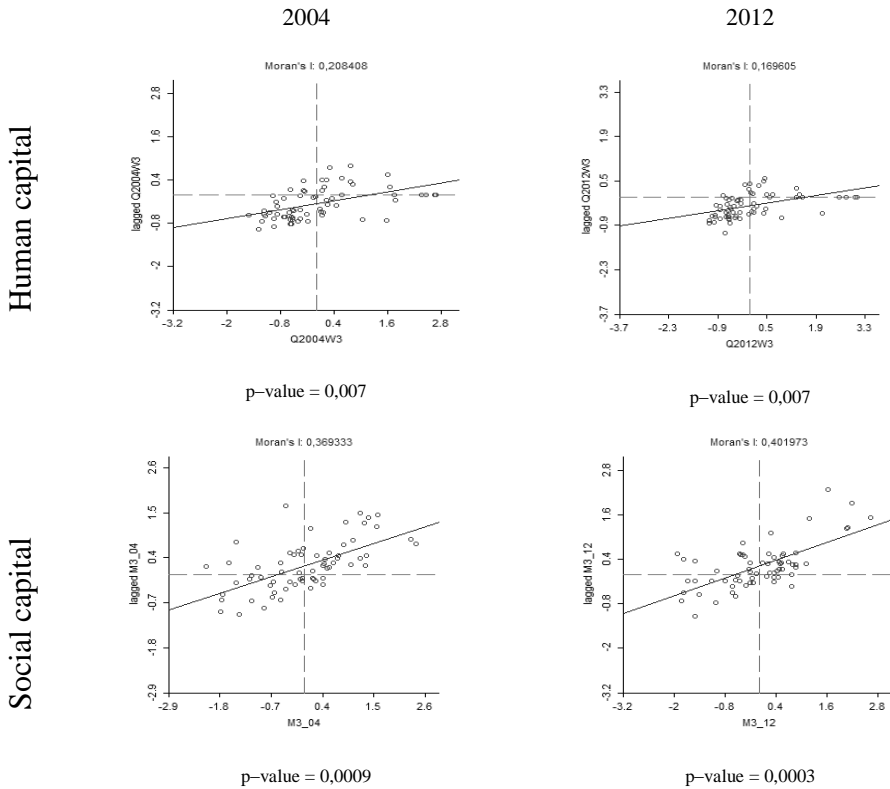 2004
2012
Human capital
Moran's I: 0,208408
lagged Q2004W3
2,8
1.6
0.4
-0.8
-2
-3.2
-3.2 -2 -0.8 0.4 1.6 2.8
Q2004W3
p–value = 0,007
Moran's I: 0,169605
lagged Q2012W3
3.3
1.9
0.5
-0.9
-2.3
-3.7
-3.7 -2.3 -0.9 0.5 1.9 3.3
Q2012W3
p–value = 0,007
Social capital
Moran's I: 0,369333
lagged M3_04
2.6
1.5
0.4
-0.7
-1.8
-2.9
-2.9 -1.8 -0.7 0.4 1.5 2.6
M3_04
p–value = 0,0009
Moran's I: 0,401973
lagged M3_12
2.8
1.6
0.4
-0.8
-2
-3.2
-3.2 -2 -0.8 0.4 1.6 2.8
M3_12
p–value = 0,0003